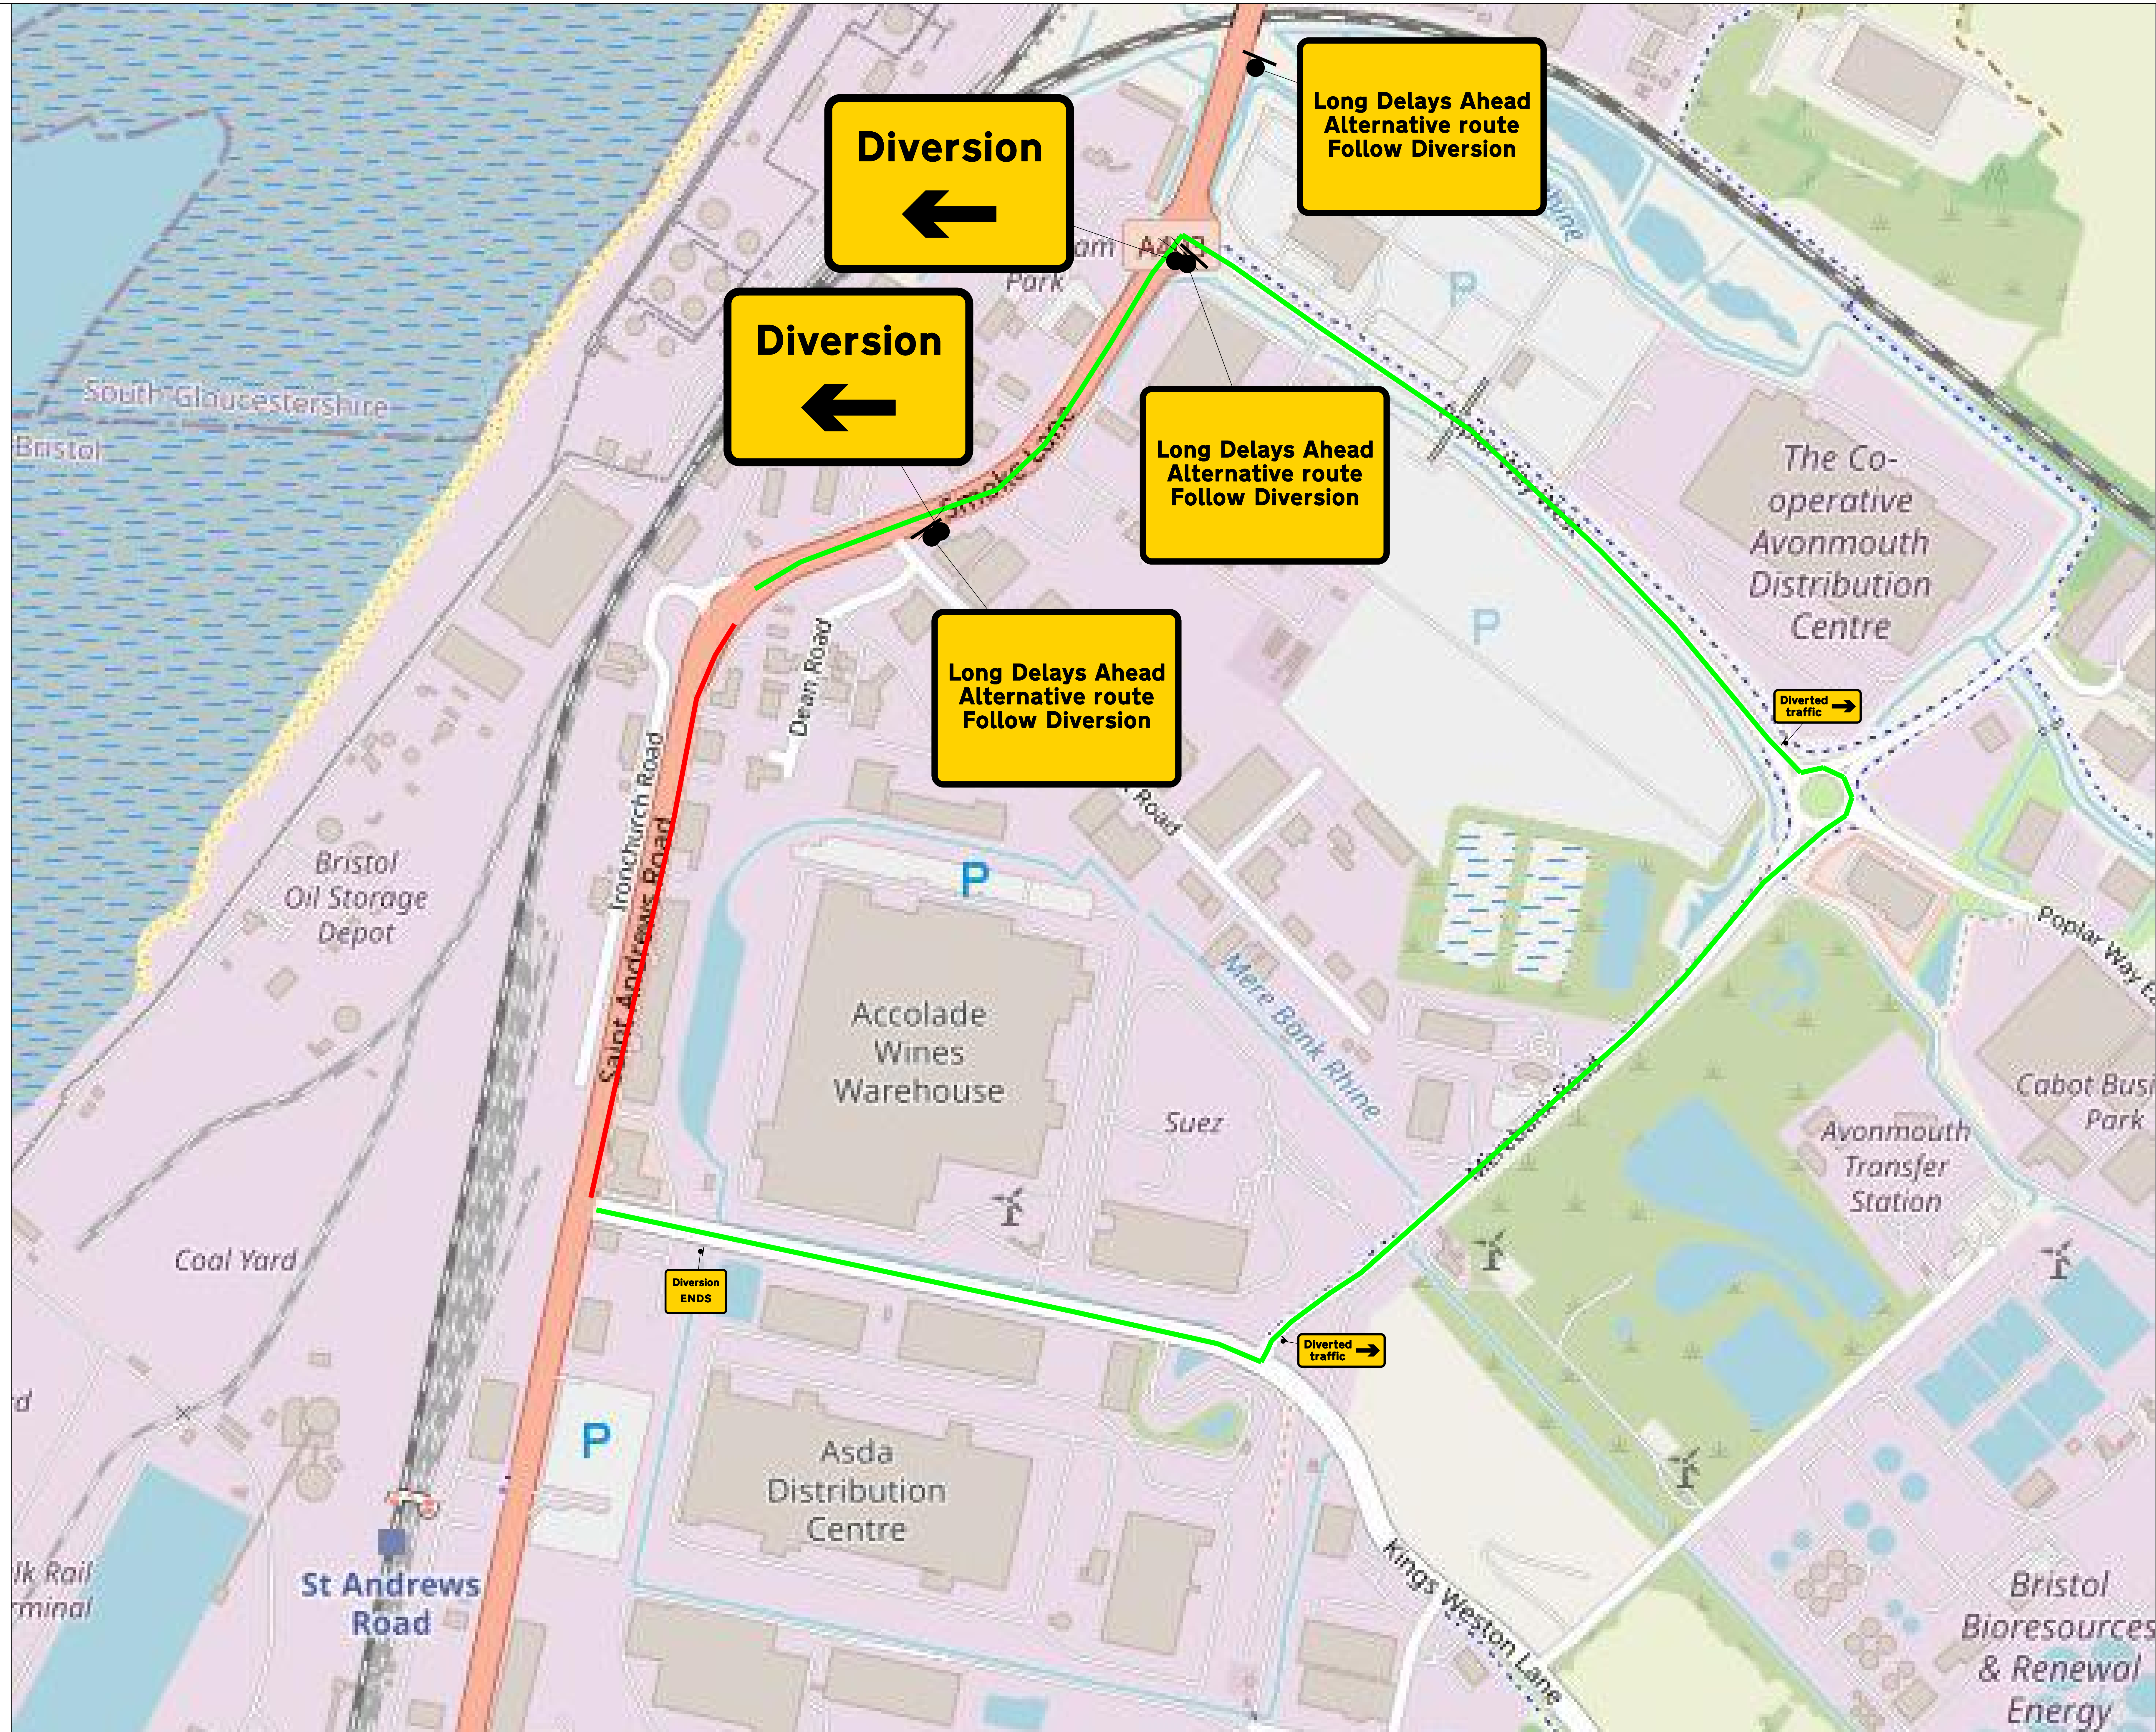 Long Delays Ahead
Alternative route
Follow Diversion
Diversion
Park
Diversion
South Gloucestershire
Bristol
P
Long Delays Ahead
Alternative route
Follow Diversion
The Co-
operative
Avonmouth
Distribution
Centre
P
Long Delays Ahead
Alternative route
Follow Diversion
Dean Road
Diverted
traffic
Ironchurch Road
Road
Saint Andrews Road
P
Bristol
Oil Storage
Depot
Poplar Way E
Mere Bank Rhine
Accolade
Wines
Warehouse
Suez
Cabot Busi
Park
Avonmouth
Transfer
Station
Coal Yard
Diversion
ENDS
Diverted
traffic
P
Asda
Distribution
Centre
Kings Weston Lane
St Andrews
Road
lk Rail
rminal
Bristol
Bioresources
& Renewal
Energy